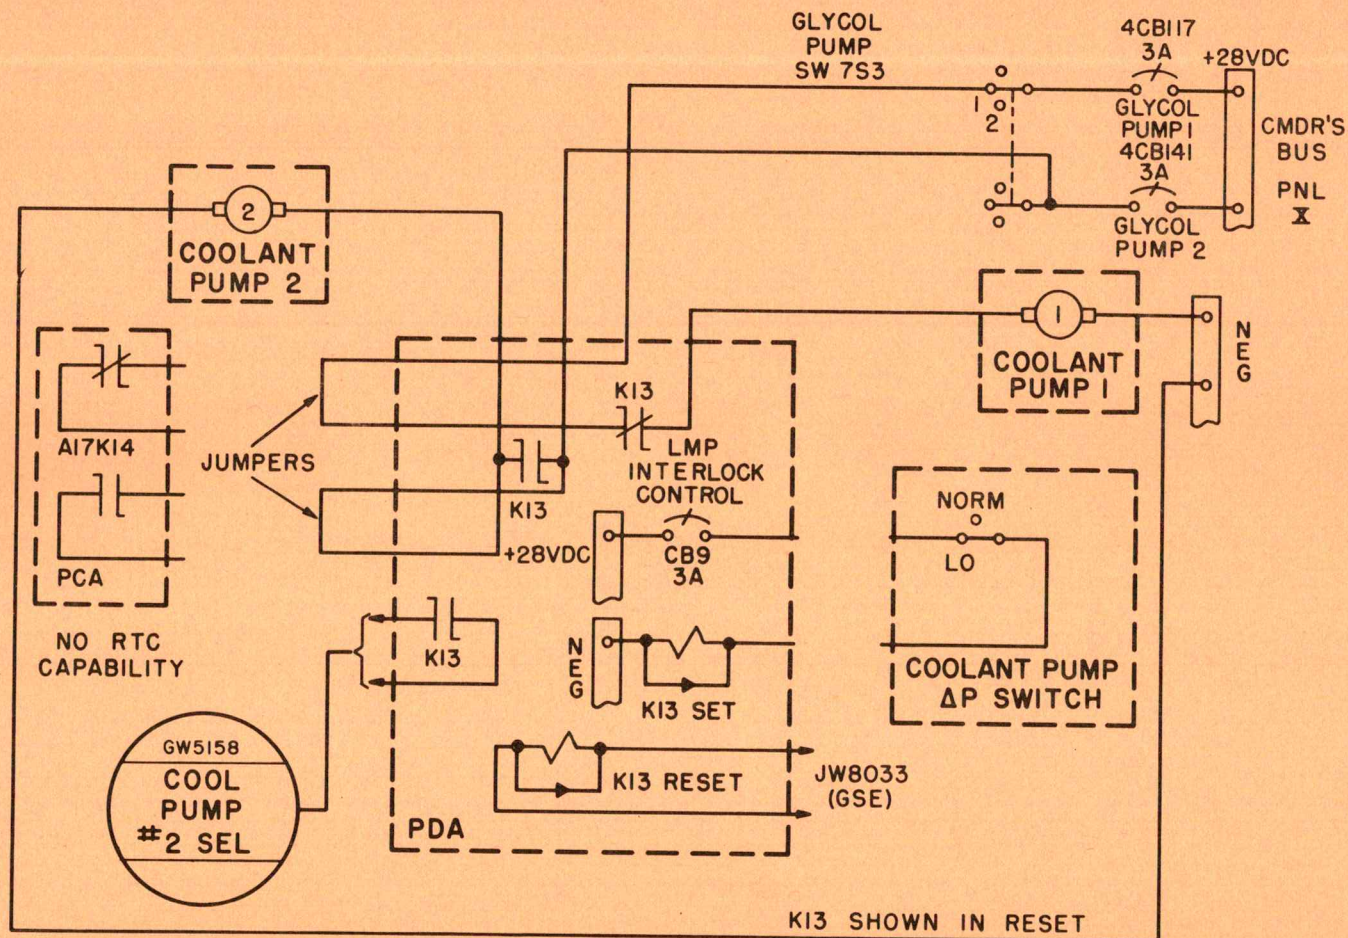 GLYCOL
PUMP
SW 7S3
4CB117
3A
+28VDC
1
2
GLYCOL
PUMP 1
4CB141
3A
GLYCOL
PUMP 2
CMDR'S
BUS
PNL
X
2
COOLANT
PUMP 2
1
COOLANT
PUMP 1
NEG
A17K14
PCA
NO RTC
CAPABILITY
JUMPERS
K13
K13
LMP
INTERLOCK
CONTROL
+28VDC
CB9
3A
NORM
LO
COOLANT PUMP
ΔP SWITCH
K13
NEG
K13 SET
K13 RESET
JW8033
(GSE)
PDA
GW5158
COOL
PUMP
#2 SEL
K13 SHOWN IN RESET